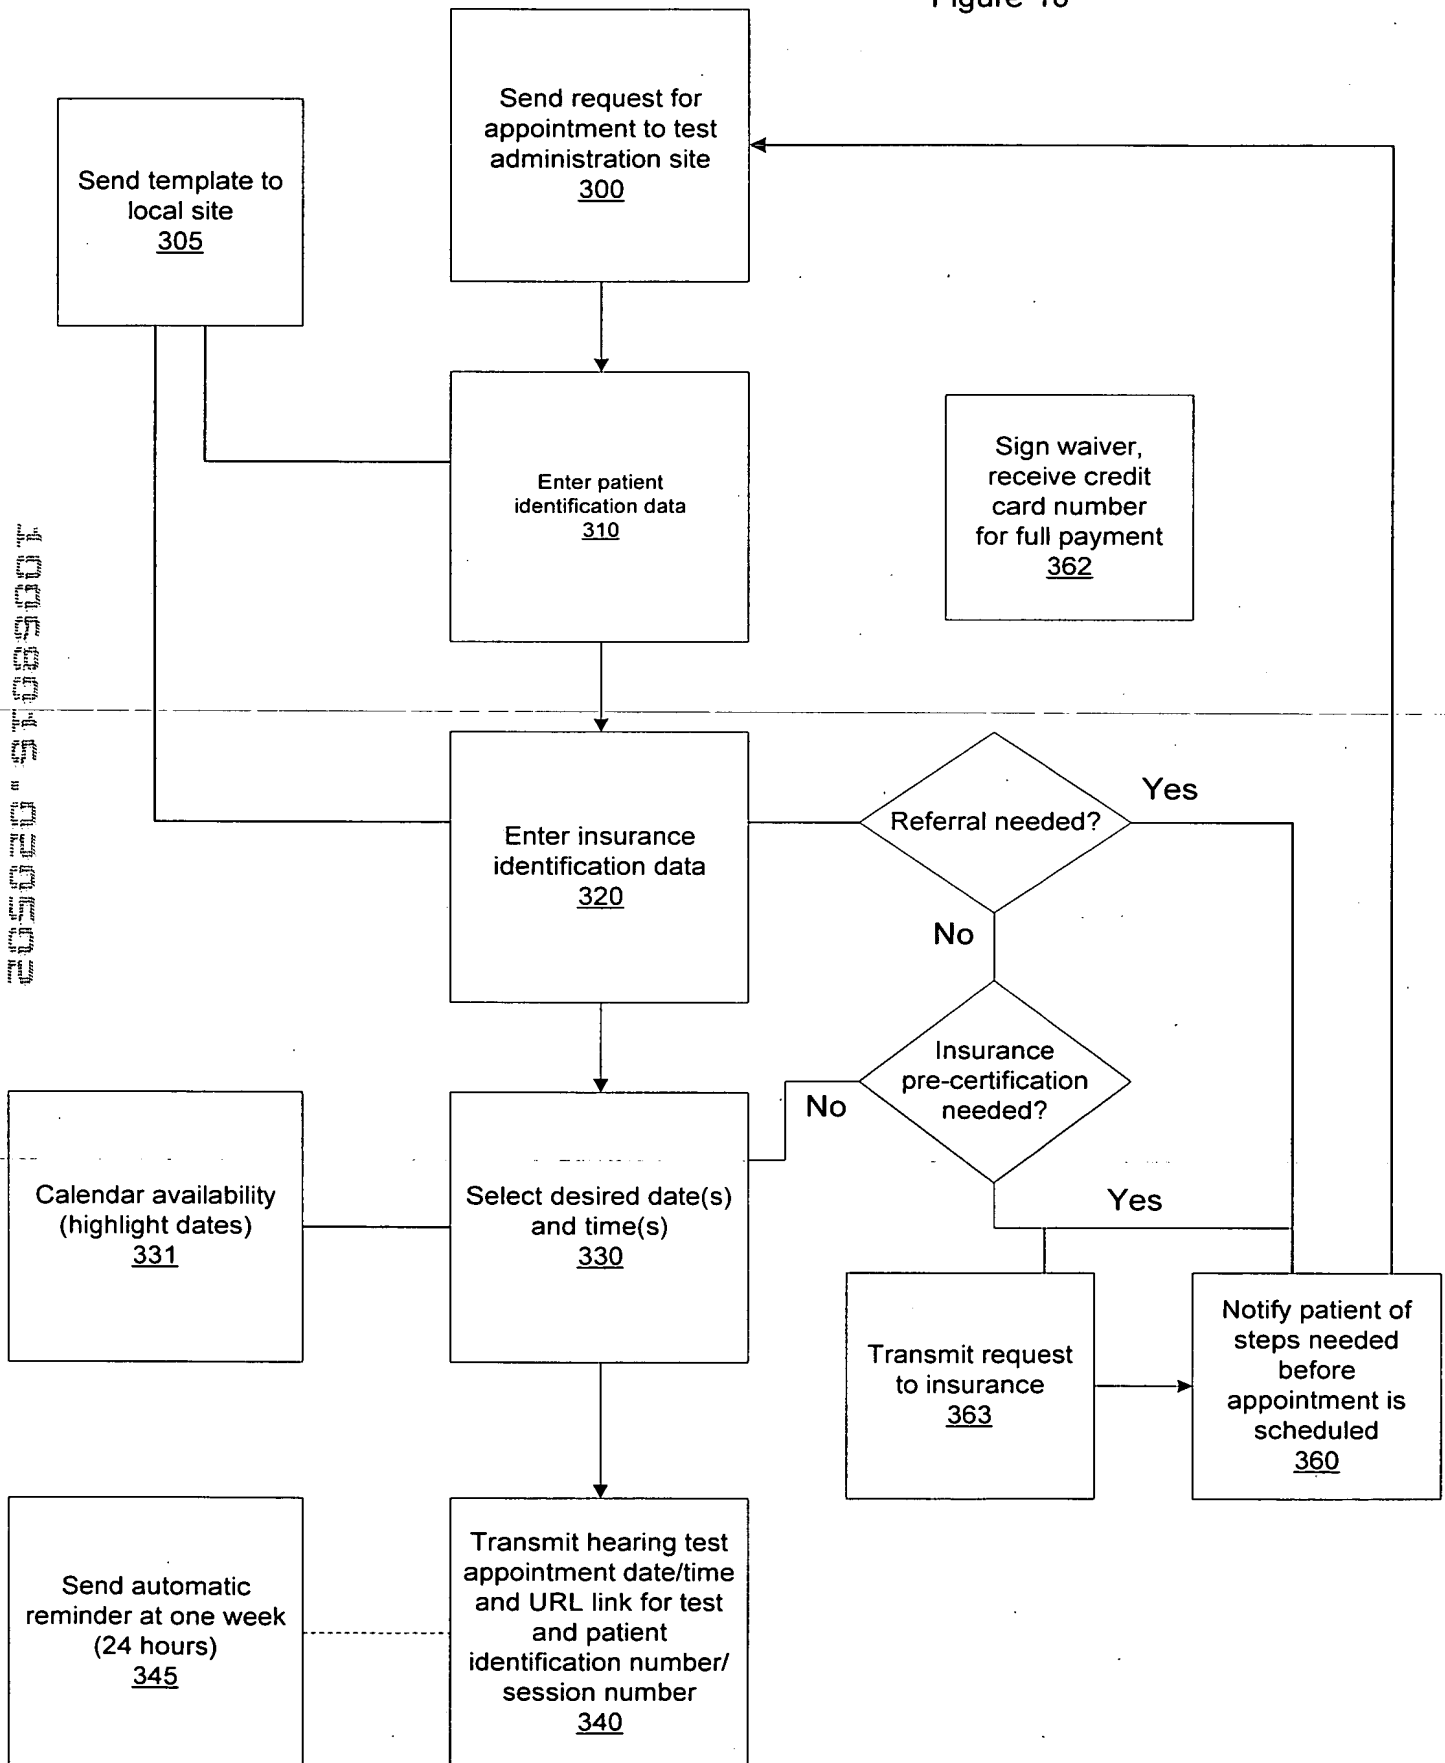 Send request for
appointment to test
administration site
300
Send template to
local site
305
Enter patient
identification data
310
Sign waiver,
receive credit
card number
for full payment
362
Enter insurance
identification data
320
Referral needed?
Yes
No
Insurance
pre-certification
needed?
No
Yes
Calendar availability
(highlight dates)
331
Select desired date(s)
and time(s)
330
Transmit request
to insurance
363
Notify patient of
steps needed
before
appointment is
scheduled
360
Send automatic
reminder at one week
(24 hours)
345
Transmit hearing test
appointment date/time
and URL link for test
and patient
identification number/
session number
340